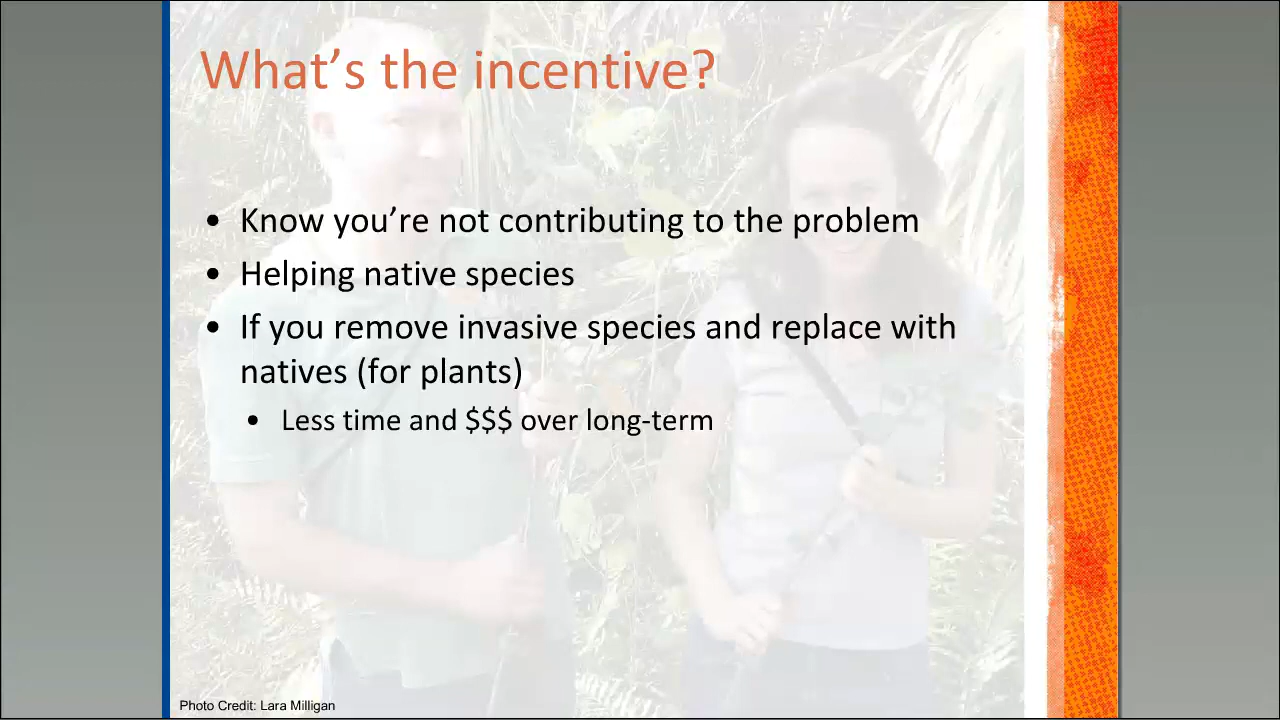 What’s the incentive?
• Know you’re not contributing to the problem
• Helping native species
• If you remove invasive species and replace with
natives (for plants)
• Less time and $$$ over long-term
Photo Credit: Lara Milligan